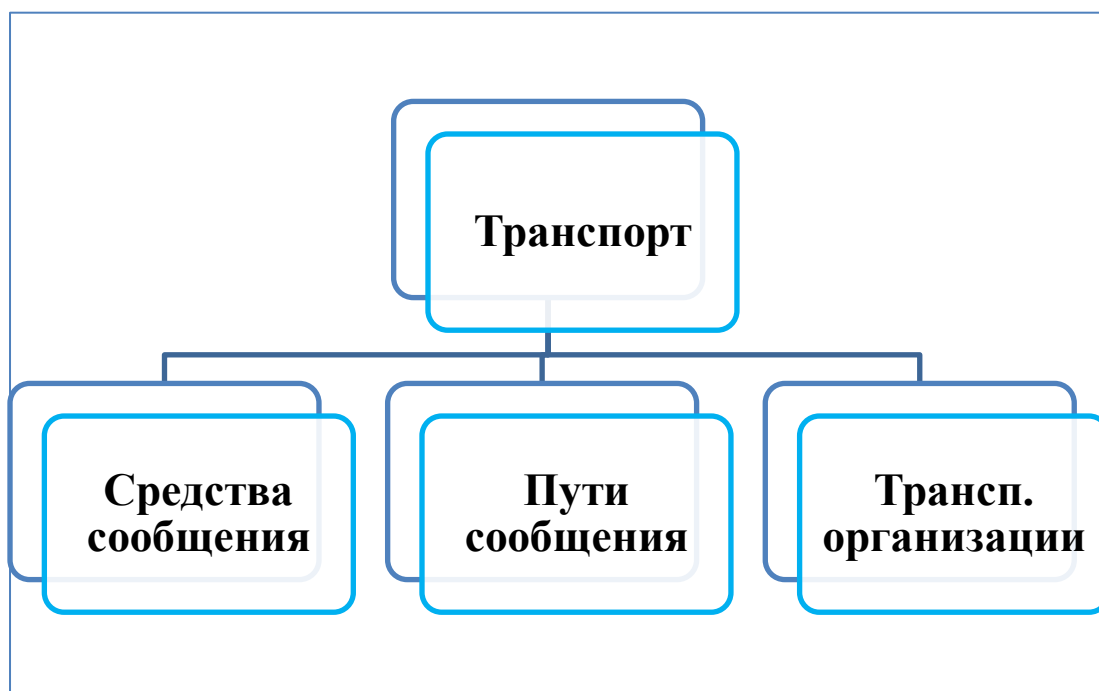 Транспорт
Средства
сообщения
Пути
сообщения
Трансп.
организации